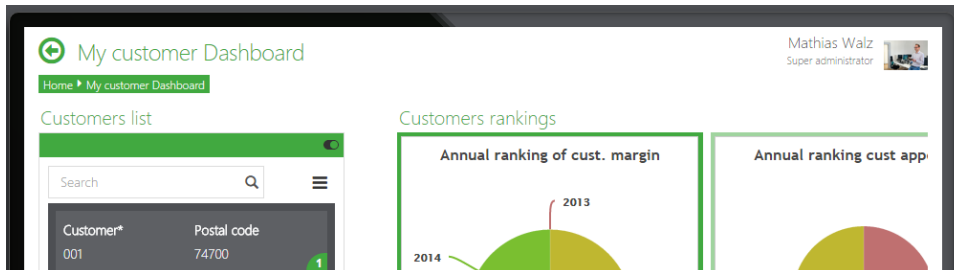 My customer Dashboard
Mathias Walz
Super administrator
Home My customer Dashboard
Customers list
Customers rankings
Search
Annual ranking of cust. margin
Annual ranking cust app
Customer* Postal code
001 74700
1
2013
2014